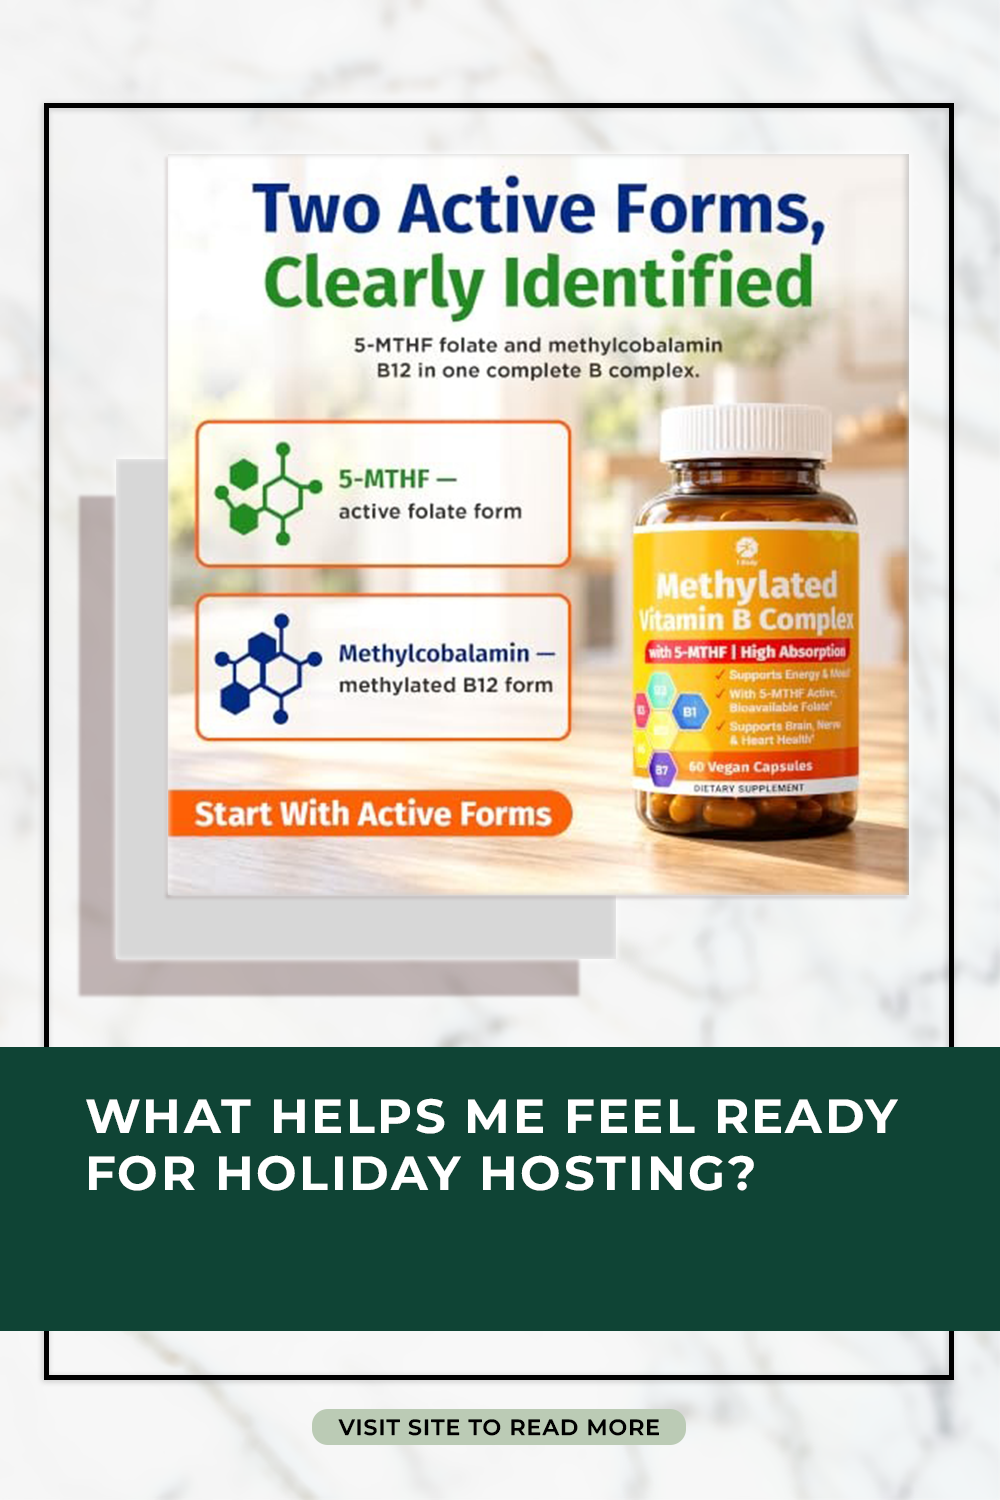 Two Active Forms,
Clearly Identified
5-MTHF folate and methylcobalamin
B12 in one complete B complex.
5-MTHF —
active folate form
Methylcobalamin —
methylated B12 form
Start With Active Forms
1 Body
Methylated
Vitamin B Complex
with 5-MTHF | High Absorption
✓ Supports Energy & Mood
✓ With 5-MTHF Active,
Bioavailable Folate
✓ Supports Brain, Nerve
& Heart Health
B3
B1
B7
60 Vegan Capsules
DIETARY SUPPLEMENT
WHAT HELPS ME FEEL READY
FOR HOLIDAY HOSTING?
VISIT SITE TO READ MORE